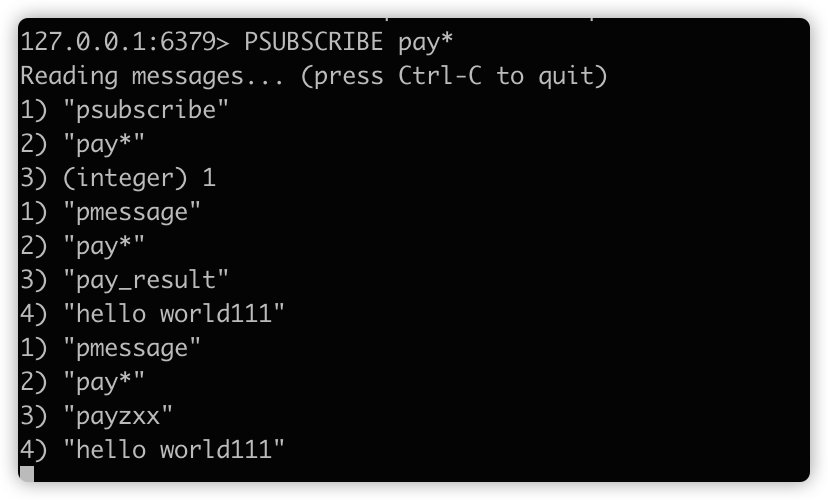 127.0.0.1:6379> PSUBSCRIBE pay*
Reading messages... (press Ctrl-C to quit)
1) "psubscribe"
2) "pay*"
3) (integer) 1
1) "pmessage"
2) "pay*"
3) "pay_result"
4) "hello world111"
1) "pmessage"
2) "pay*"
3) "payzxx"
4) "hello world111"